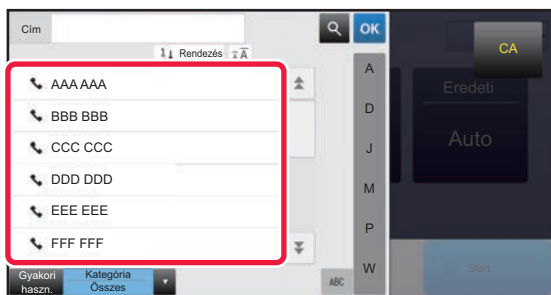 Cím
OK
CA
Rendezés
AAA AAA
BBB BBB
CCC CCC
DDD DDD
EEE EEE
FFF FFF
A
D
J
M
P
W
Eredeti
Auto
Gyakori
haszn.
Kategória
Összes
ABC
Start